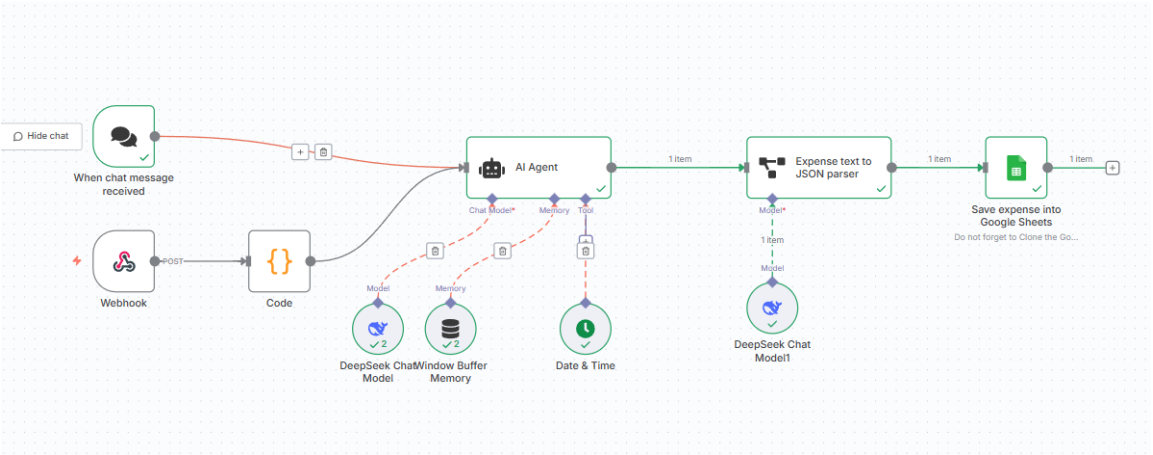 Hide chat
When chat message
received
AI Agent
Chat Model*
Memory
Tool
1 item
Expense text to
JSON parser
Model*
1 item
Save expense into
Google Sheets
Do not forget to Clone the Go...
1 item
Webhook
POST
{}
Code
Model
2
DeepSeek Chat
Model
Memory
2
Window Buffer
Memory
Date & Time
1 item
Model
DeepSeek Chat
Model1